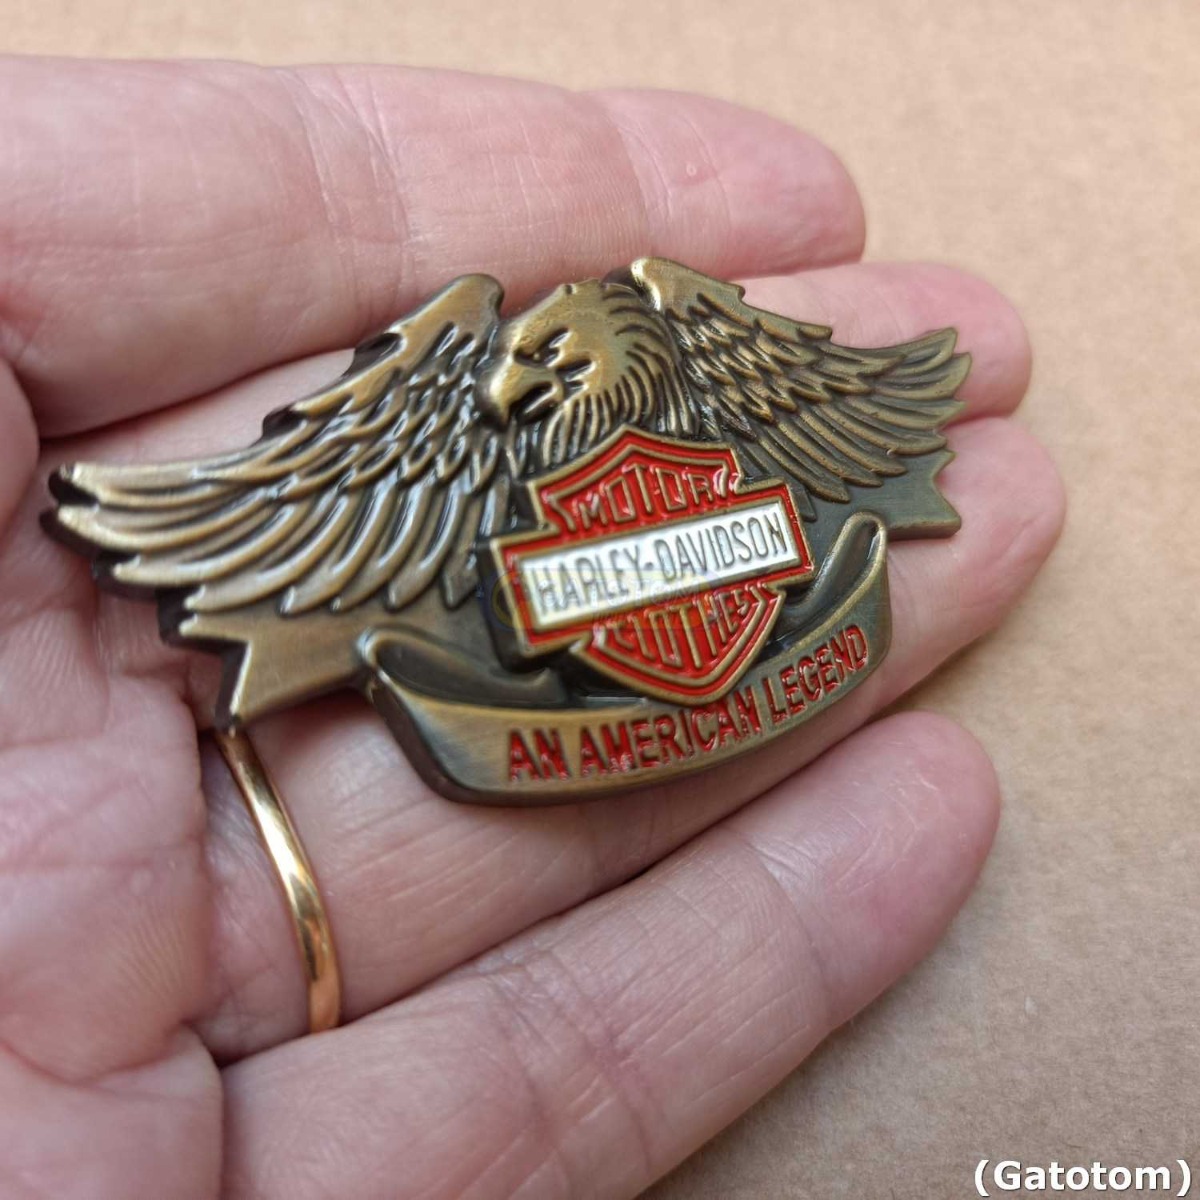 MOTOR
HARLEY-DAVIDSON
CLOTHES
AN AMERICAN LEGEND
(Gatotom)